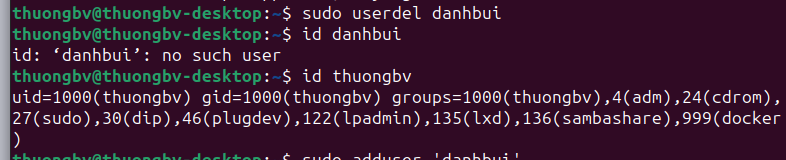 thuongbv@thuongbv-desktop:~$ sudo userdel danhbui
thuongbv@thuongbv-desktop:~$ id danhbui
id: ‘danhbui’: no such user
thuongbv@thuongbv-desktop:~$ id thuongbv
uid=1000(thuongbv) gid=1000(thuongbv) groups=1000(thuongbv),4(adm),24(cdrom),
27(sudo),30(dip),46(plugdev),122(lpadmin),135(lxd),136(sambashare),999(docker
)
thuongbv@thuongbv-desktop:~$ sudo adduser 'danhbui'